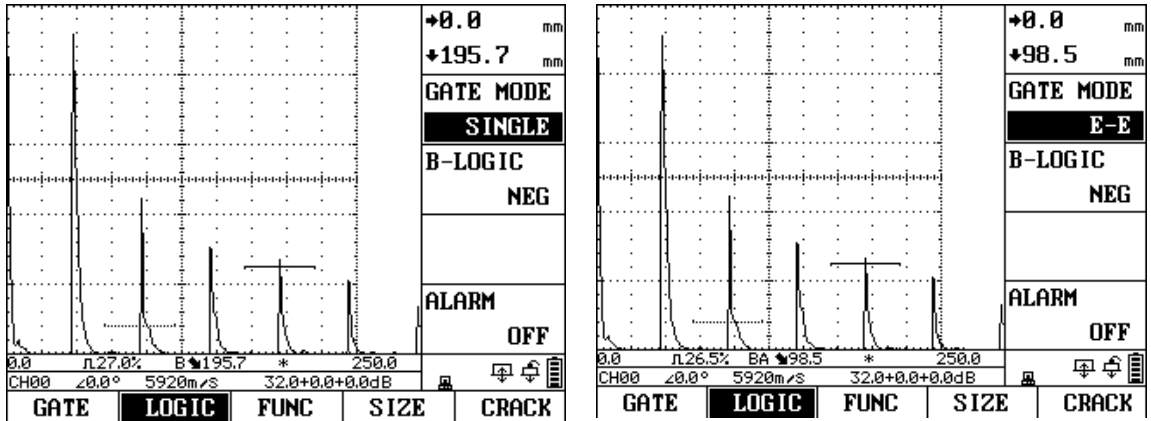 ➔0.0 mm
🡇195.7 mm
GATE MODE
SINGLE
B-LOGIC
NEG
ALARM
OFF
0.0 ⎍27.0% B⬊195.7 * 250.0
CH00 ∠0.0° 5920m/S 32.0+0.0+0.0dB
GATE LOGIC FUNC SIZE CRACK
➔0.0 mm
🡇98.5 mm
GATE MODE
E-E
B-LOGIC
NEG
ALARM
OFF
0.0 ⎍26.5% BA ⬊98.5 * 250.0
CH00 ∠0.0° 5920m/S 32.0+0.0+0.0dB
GATE LOGIC FUNC SIZE CRACK